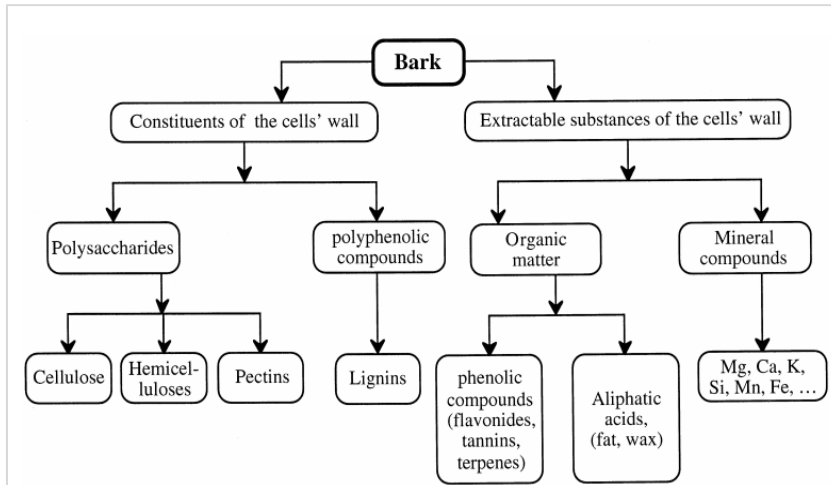 Bark
Constituents of the cells' wall
Extractable substances of the cells' wall
Polysaccharides
polyphenolic
compounds
Organic
matter
Mineral
compounds
Cellulose
Hemicel-
luloses
Pectins
Lignins
phenolic
compounds
(flavonides,
tannins,
terpenes)
Aliphatic
acids,
(fat, wax)
Mg, Ca, K,
Si, Mn, Fe, ...